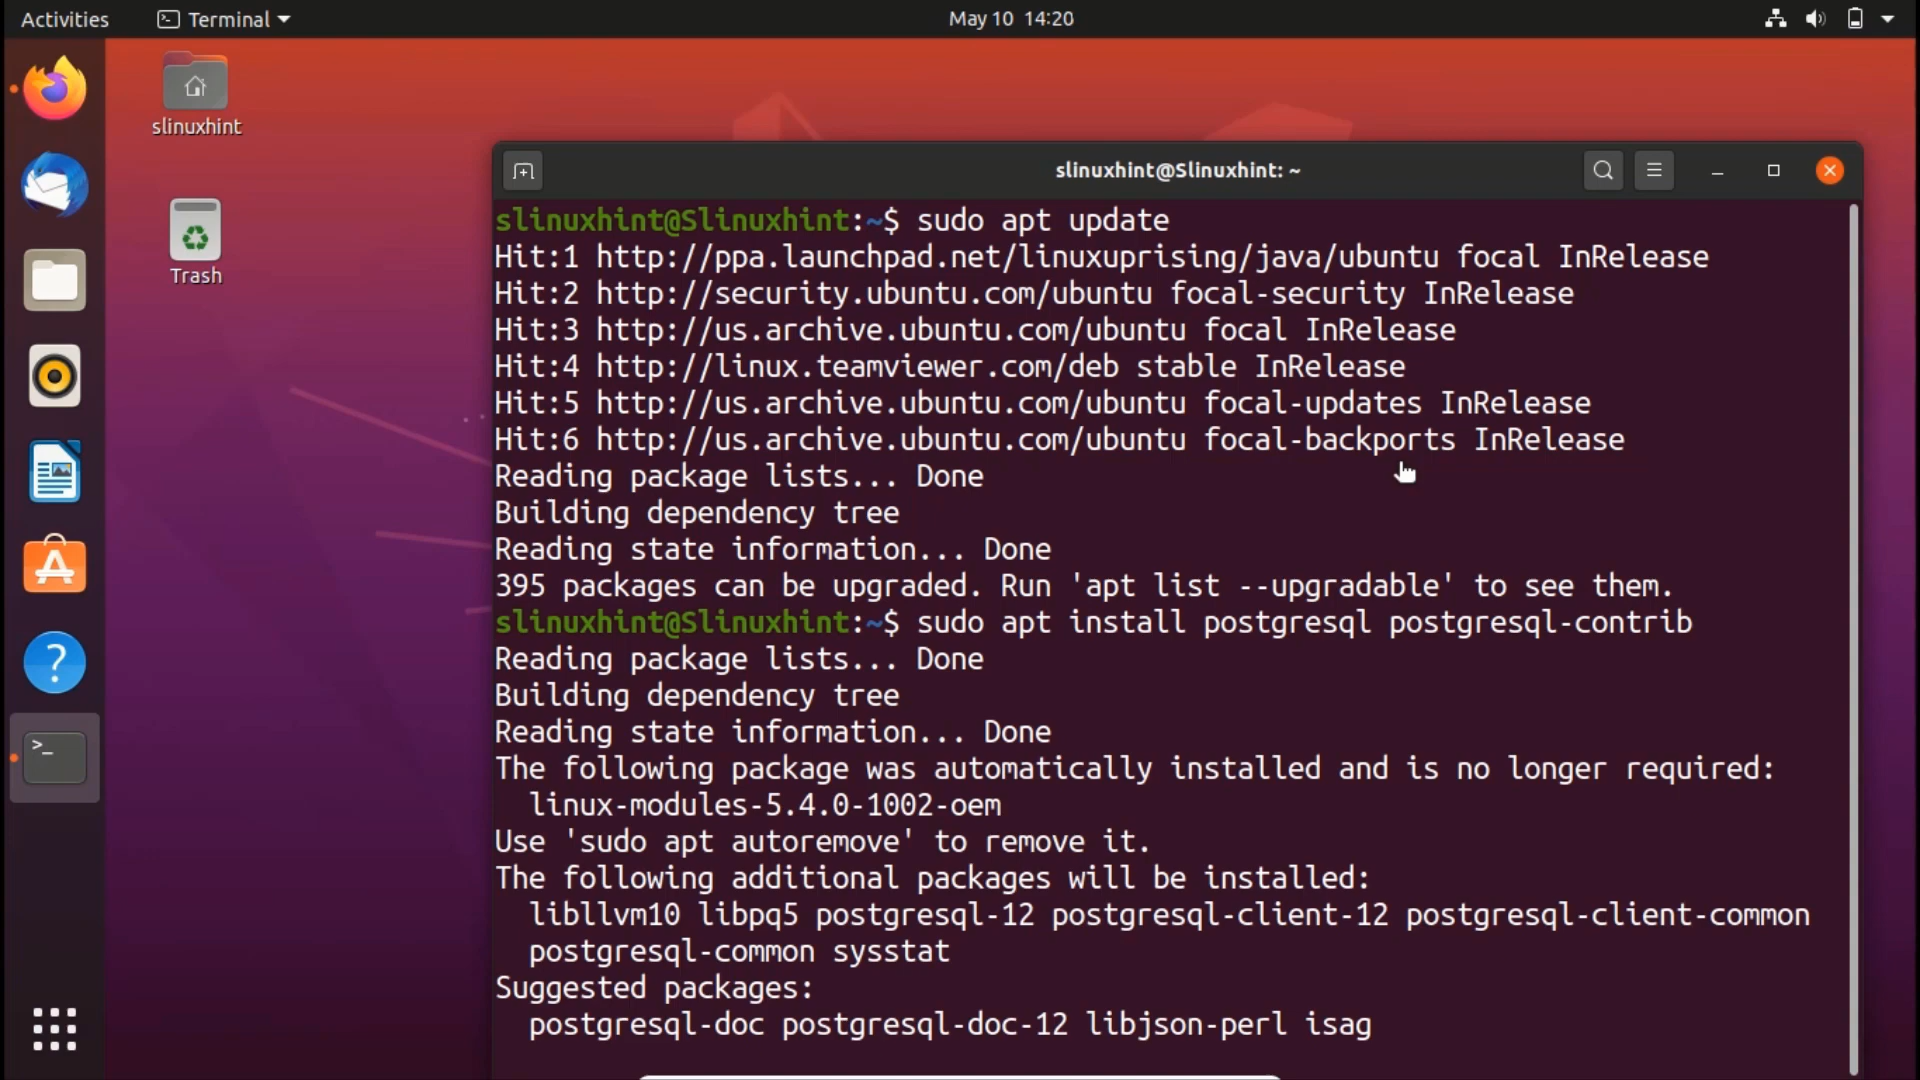 Activities
Terminal
May 10 14:20
slinuxhint
Trash
slinuxhint@Slinuxhint: ~
slinuxhint@Slinuxhint:~$ sudo apt update
Hit:1 http://ppa.launchpad.net/linuxuprising/java/ubuntu focal InRelease
Hit:2 http://security.ubuntu.com/ubuntu focal-security InRelease
Hit:3 http://us.archive.ubuntu.com/ubuntu focal InRelease
Hit:4 http://linux.teamviewer.com/deb stable InRelease
Hit:5 http://us.archive.ubuntu.com/ubuntu focal-updates InRelease
Hit:6 http://us.archive.ubuntu.com/ubuntu focal-backports InRelease
Reading package lists... Done
Building dependency tree
Reading state information... Done
395 packages can be upgraded. Run 'apt list --upgradable' to see them.
slinuxhint@Slinuxhint:~$ sudo apt install postgresql postgresql-contrib
Reading package lists... Done
Building dependency tree
Reading state information... Done
The following package was automatically installed and is no longer required:
  linux-modules-5.4.0-1002-oem
Use 'sudo apt autoremove' to remove it.
The following additional packages will be installed:
  libllvm10 libpq5 postgresql-12 postgresql-client-12 postgresql-client-common
  postgresql-common sysstat
Suggested packages:
  postgresql-doc postgresql-doc-12 libjson-perl isag